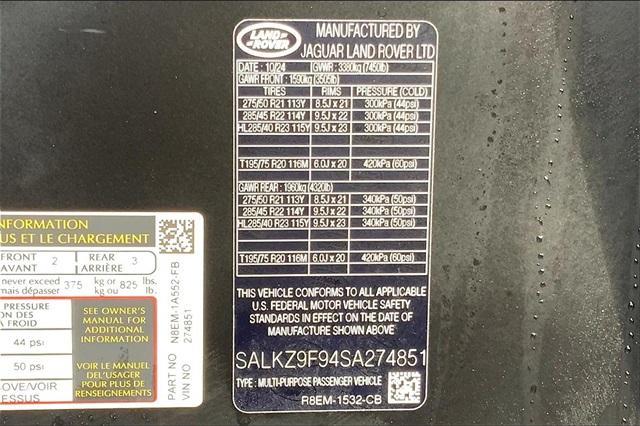 LAND
ROVER
MANUFACTURED BY
JAGUAR LAND ROVER LTD
DATE : 10/24 GVWR : 3380kg (7450lb)
GAWR FRONT : 1590kg (3505lb)
TIRES RIMS PRESSURE (COLD)
275/50 R21 113Y 8.5J x 21 300kPa (44psi)
285/45 R22 114Y 9.5J x 22 300kPa (44psi)
HL285/40 R23 115Y 9.5J x 23 300kPa (44psi)
T195/75 R20 116M 6.0J x 20 420kPa (60psi)
GAWR REAR : 1960kg (4320lb)
275/50 R21 113Y 8.5J x 21 340kPa (50psi)
285/45 R22 114Y 9.5J x 22 340kPa (50psi)
HL285/40 R23 115Y 9.5J x 23 340kPa (50psi)
T195/75 R20 116M 6.0J x 20 420kPa (60psi)
THIS VEHICLE CONFORMS TO ALL APPLICABLE
U.S. FEDERAL MOTOR VEHICLE SAFETY
STANDARDS IN EFFECT ON THE DATE OF
MANUFACTURE SHOWN ABOVE
SALKZ9F94SA274851
TYPE : MULTI-PURPOSE PASSENGER VEHICLE
R8EM-1532-CB
INFORMATION
US ET LE CHARGEMENT
FRONT 2 REAR 3
AVANT ARRIÈRE
never exceed 375 kg or 825 lbs.
mais dépasser kg ou lb.
PRESSURE
ON DES
A FROID
44 psi
50 psi
OVE/VOIR
ESSUS
SEE OWNER'S
MANUAL FOR
ADDITIONAL
INFORMATION
VOIR LE MANUEL
DEL'USAGER
POUR PLUS DE
RENSEIGNEMENTS
PART NO N8EM-1A552-FB
VIN NO 274851